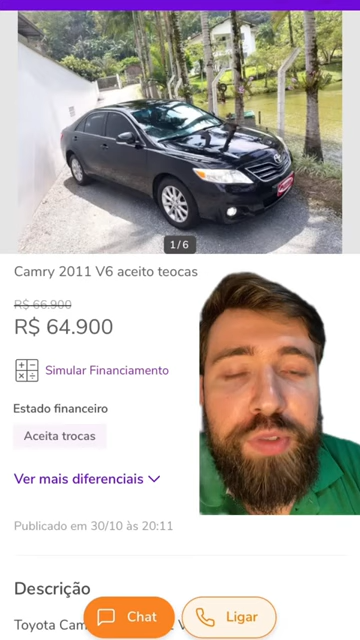 1 / 6
Camry 2011 V6 aceito teocas
R$ 66.900
R$ 64.900
Simular Financiamento
Estado financeiro
Aceita trocas
Ver mais diferenciais
Publicado em 30/10 às 20:11
Descrição
Toyota Cam
Chat
Ligar